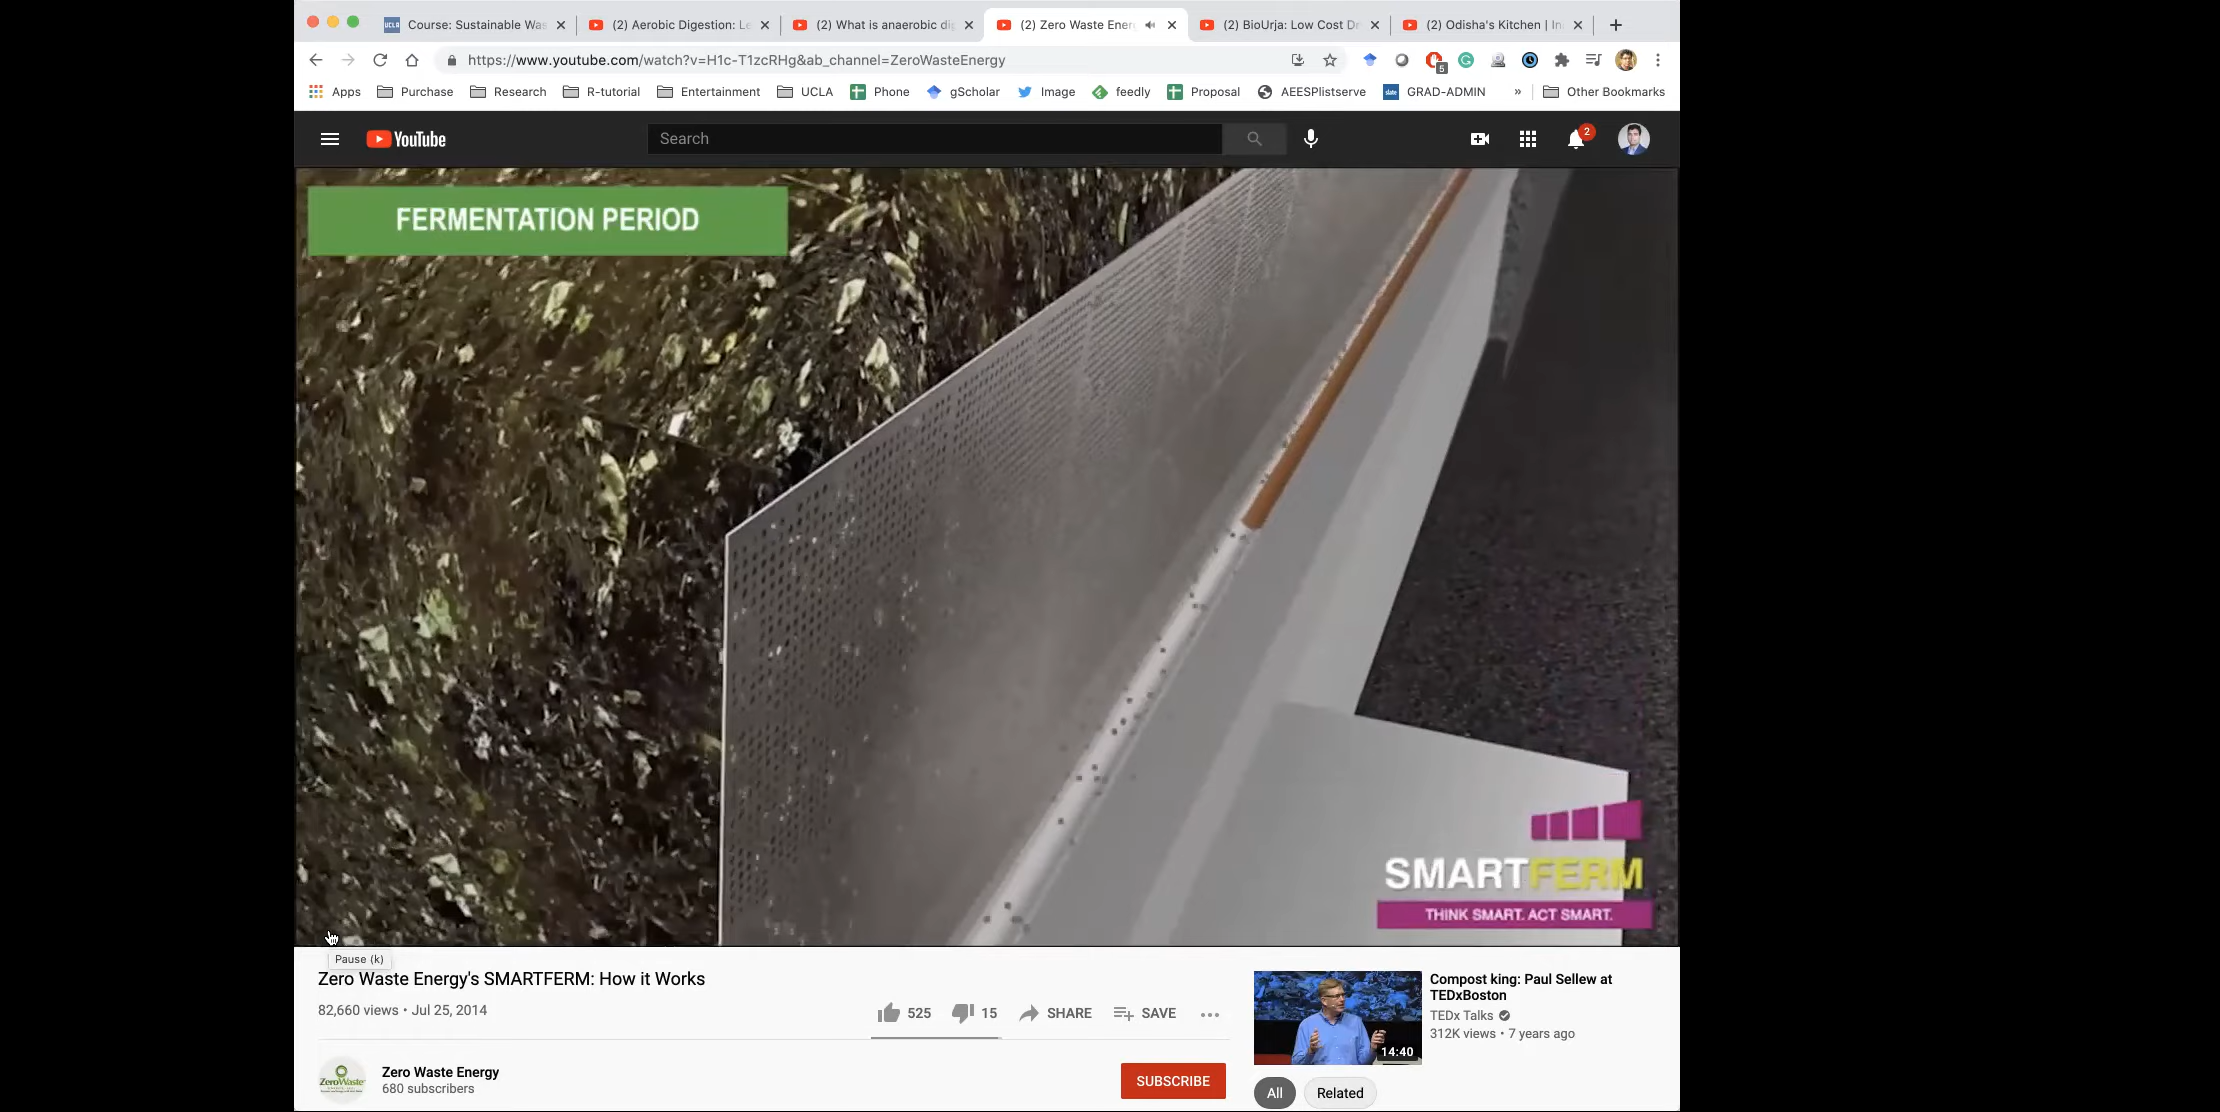 Course: Sustainable Was
(2) Aerobic Digestion: Le
(2) What is anaerobic dig
(2) Zero Waste Ener
(2) BioUrja: Low Cost Dr
(2) Odisha's Kitchen | In
https://www.youtube.com/watch?v=H1c-T1zcRHg&ab_channel=ZeroWasteEnergy
5
Apps Purchase Research R-tutorial Entertainment UCLA Phone gScholar Image feedly Proposal AEESPlistserve GRAD-ADMIN » Other Bookmarks
YouTube
Search
2
FERMENTATION PERIOD
SMARTFERM
THINK SMART. ACT SMART.
Pause (k)
Zero Waste Energy's SMARTFERM: How it Works
82,660 views • Jul 25, 2014
525 15 SHARE SAVE
Zero Waste Energy
680 subscribers
SUBSCRIBE
Compost king: Paul Sellew at
TEDxBoston
TEDx Talks
312K views • 7 years ago
14:40
All Related